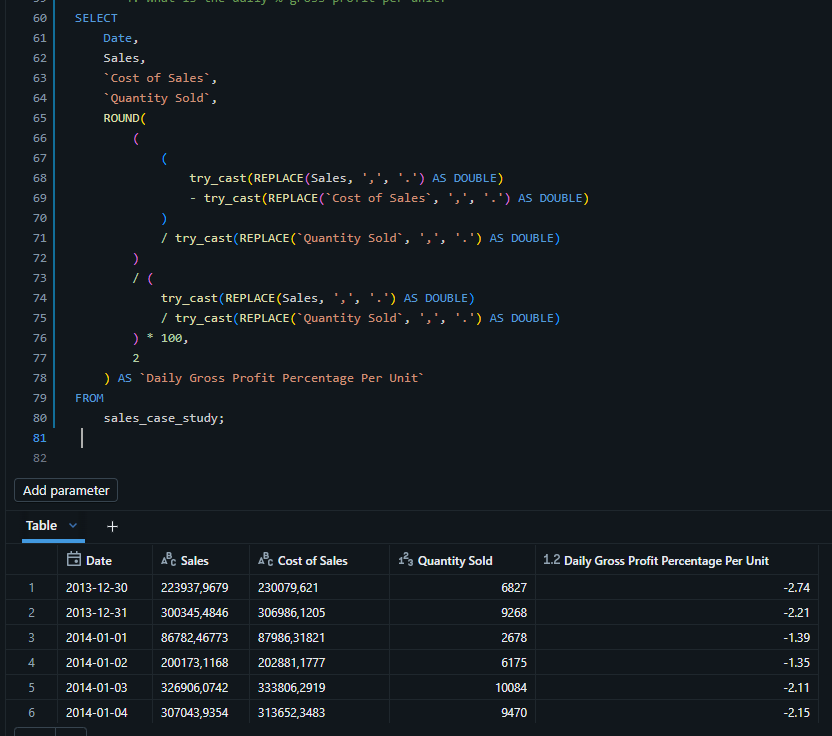 7. What is the daily % gross profit per unit?
60 SELECT
61 Date,
62 Sales,
63 `Cost of Sales`,
64 `Quantity Sold`,
65 ROUND(
66 (
67 (
68 try_cast(REPLACE(Sales, ',', '.') AS DOUBLE)
69 - try_cast(REPLACE(`Cost of Sales`, ',', '.') AS DOUBLE)
70 )
71 / try_cast(REPLACE(`Quantity Sold`, ',', '.') AS DOUBLE)
72 )
73 / (
74 try_cast(REPLACE(Sales, ',', '.') AS DOUBLE)
75 / try_cast(REPLACE(`Quantity Sold`, ',', '.') AS DOUBLE)
76 ) * 100,
77 2
78 ) AS `Daily Gross Profit Percentage Per Unit`
79 FROM
80 sales_case_study;
81
82
Add parameter
Table +
Date ABC Sales ABC Cost of Sales 123 Quantity Sold 1.2 Daily Gross Profit Percentage Per Unit
1 2013-12-30 223937,9679 230079,621 6827 -2.74
2 2013-12-31 300345,4846 306986,1205 9268 -2.21
3 2014-01-01 86782,46773 87986,31821 2678 -1.39
4 2014-01-02 200173,1168 202881,1777 6175 -1.35
5 2014-01-03 326906,0742 333806,2919 10084 -2.11
6 2014-01-04 307043,9354 313652,3483 9470 -2.15